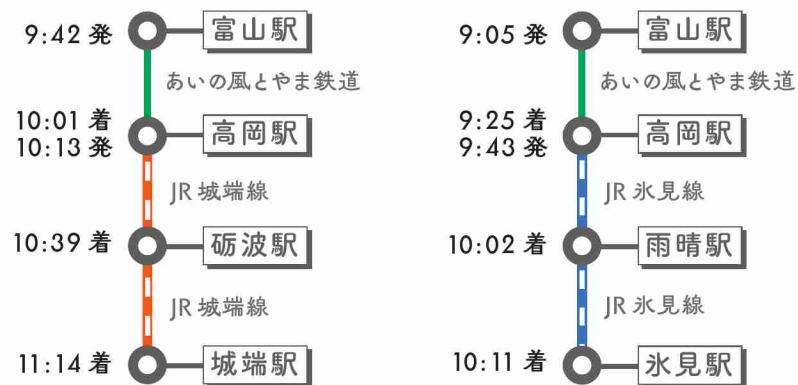 9:42 発 富山駅
あいの風とやま鉄道
10:01 着
10:13 発
高岡駅
JR 城端線
10:39 着 砺波駅
JR 城端線
11:14 着 城端駅
9:05 発 富山駅
あいの風とやま鉄道
9:25 着
9:43 発
高岡駅
JR 氷見線
10:02 着 雨晴駅
JR 氷見線
10:11 着 氷見駅